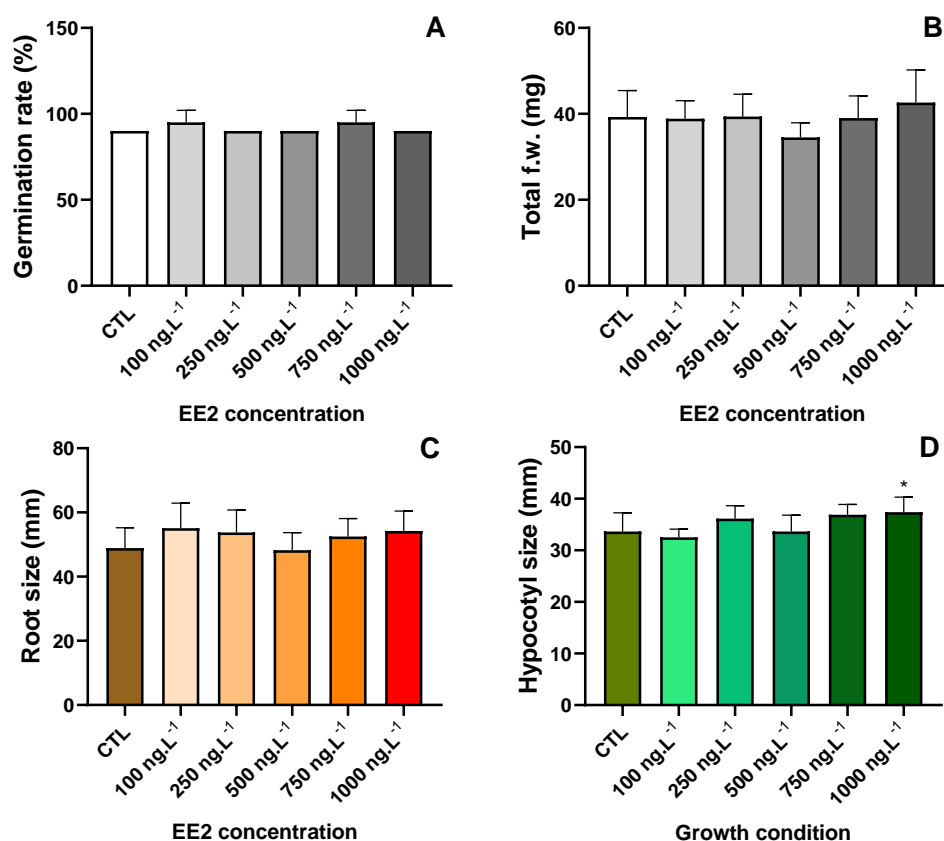 A
Germination rate (%)
150
100
50
0
CTL
100 ng.L⁻¹
250 ng.L⁻¹
500 ng.L⁻¹
750 ng.L⁻¹
1000 ng.L⁻¹
EE2 concentration
B
Total f.w. (mg)
60
40
20
0
CTL
100 ng.L⁻¹
250 ng.L⁻¹
500 ng.L⁻¹
750 ng.L⁻¹
1000 ng.L⁻¹
EE2 concentration
C
Root size (mm)
80
60
40
20
0
CTL
100 ng.L⁻¹
250 ng.L⁻¹
500 ng.L⁻¹
750 ng.L⁻¹
1000 ng.L⁻¹
EE2 concentration
D
Hypocotyl size (mm)
50
40
30
20
10
0
*
CTL
100 ng.L⁻¹
250 ng.L⁻¹
500 ng.L⁻¹
750 ng.L⁻¹
1000 ng.L⁻¹
Growth condition